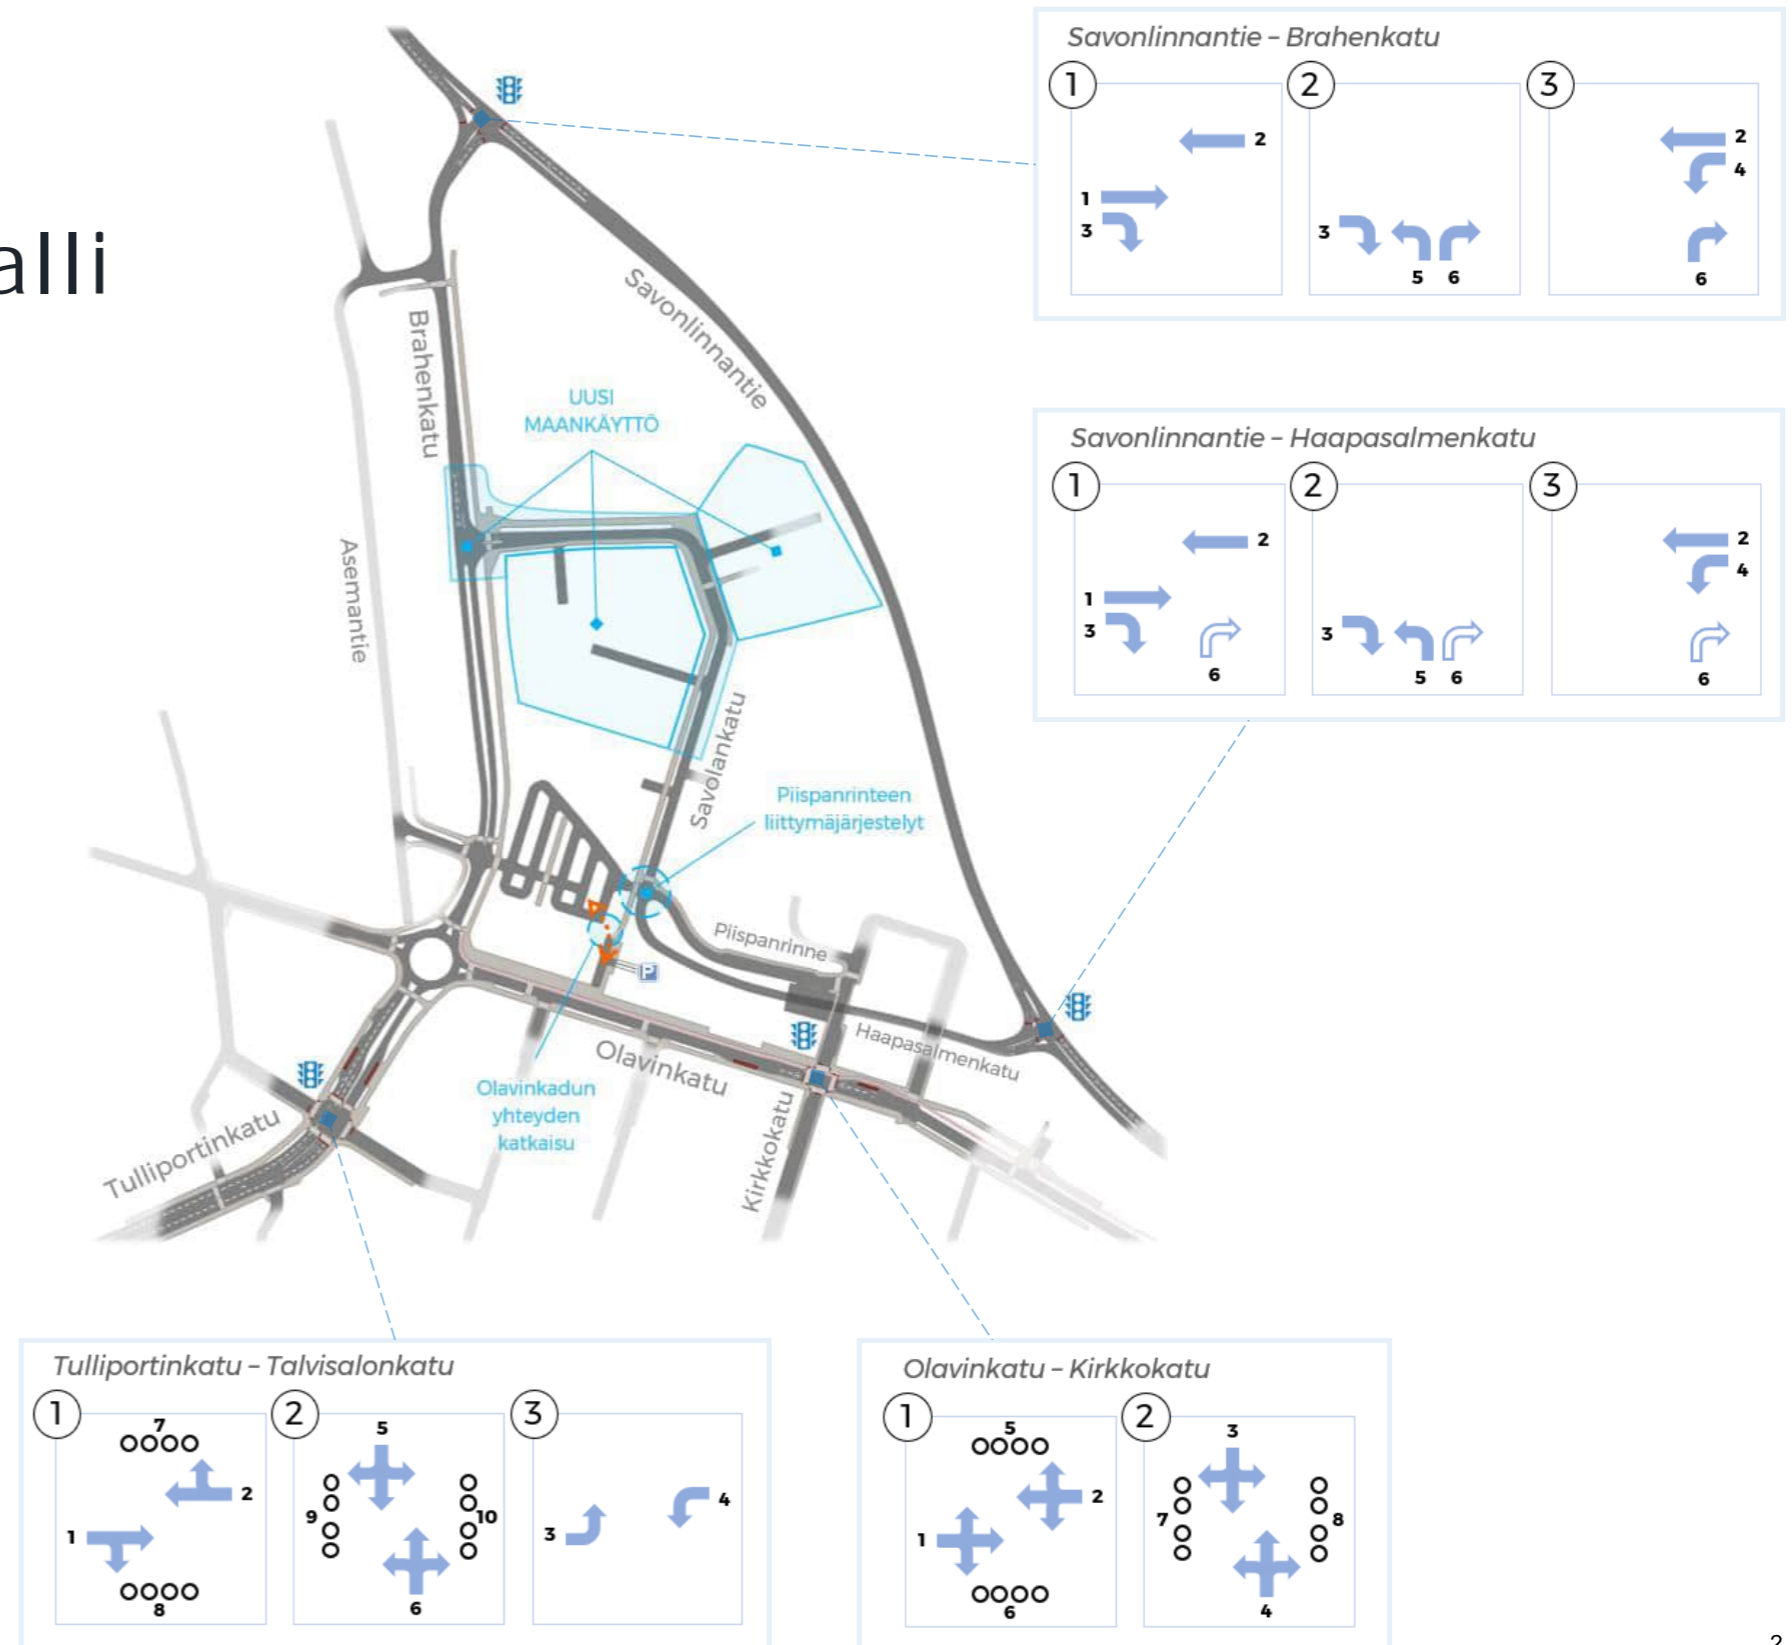 alli
Savonlinnantie – Brahenkatu
1
2
3
2
1
3
3
5 6
2
4
6
Savonlinnantie – Haapasalmenkatu
1
2
3
2
1
3
6
3
5 6
2
4
6
Savonlinnantie
Brahenkatu
UUSI
MAANKÄYTTÖ
Asemantie
Savolankatu
Piispanrinteen
liittymäjärjestelyt
Piispanrinne
P
Haapasalmenkatu
Olavinkatu
Olavinkadun
yhteyden
katkaisu
Kirkkokatu
Tulliportinkatu
Tulliportinkatu – Talvisalonkatu
1
2
3
7
2
1
8
5
9
10
6
3
4
Olavinkatu – Kirkkokatu
1
2
5
2
1
6
3
7
8
4
2